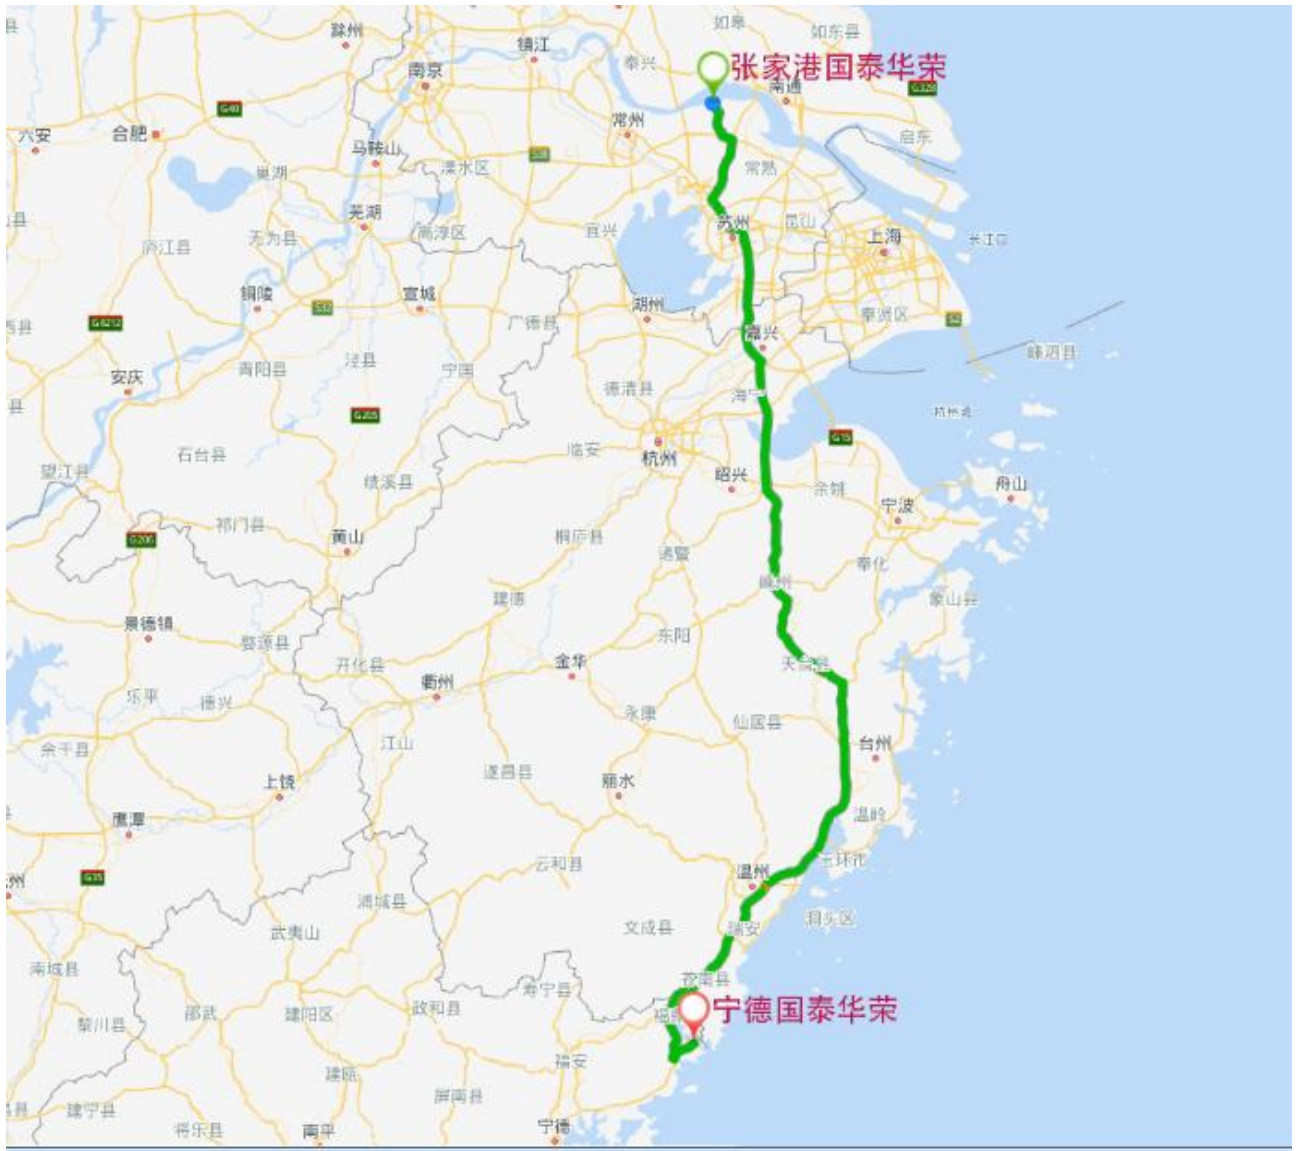 滁州
镇江
如皋
如东县
泰兴
张家港国泰华荣
南京
南通
G328
G40
常州
启东
六安
合肥
马鞍山
溧水区
常熟
巢湖
芜湖
苏州
昆山
无为县
高淳区
宜兴
上海
长江口
庐江县
铜陵
宣城
湖州
奉贤区
G4212
广德县
嘉兴
嵊泗县
泾县
宁国
青阳县
安庆
德清县
海宁
G205
杭州湾
G15
石台县
临安
杭州
望江县
绩溪县
绍兴
余姚
舟山
宁波
祁门县
黄山
桐庐县
G206
诸暨
奉化
嵊州
建德
象山县
景德镇
婺源县
东阳
开化县
金华
天台县
衢州
乐平
德兴
永康
仙居县
余干县
江山
台州
遂昌县
丽水
上饶
温岭
鹰潭
云和县
玉环市
温州
G35
浦城县
洞头区
文成县
瑞安
武夷山
南城县
苍南县
寿宁县
宁德国泰华荣
邵武
建阳区
政和县
黎川县
福安
建瓯
屏南县
建宁县
将乐县
南平
宁德